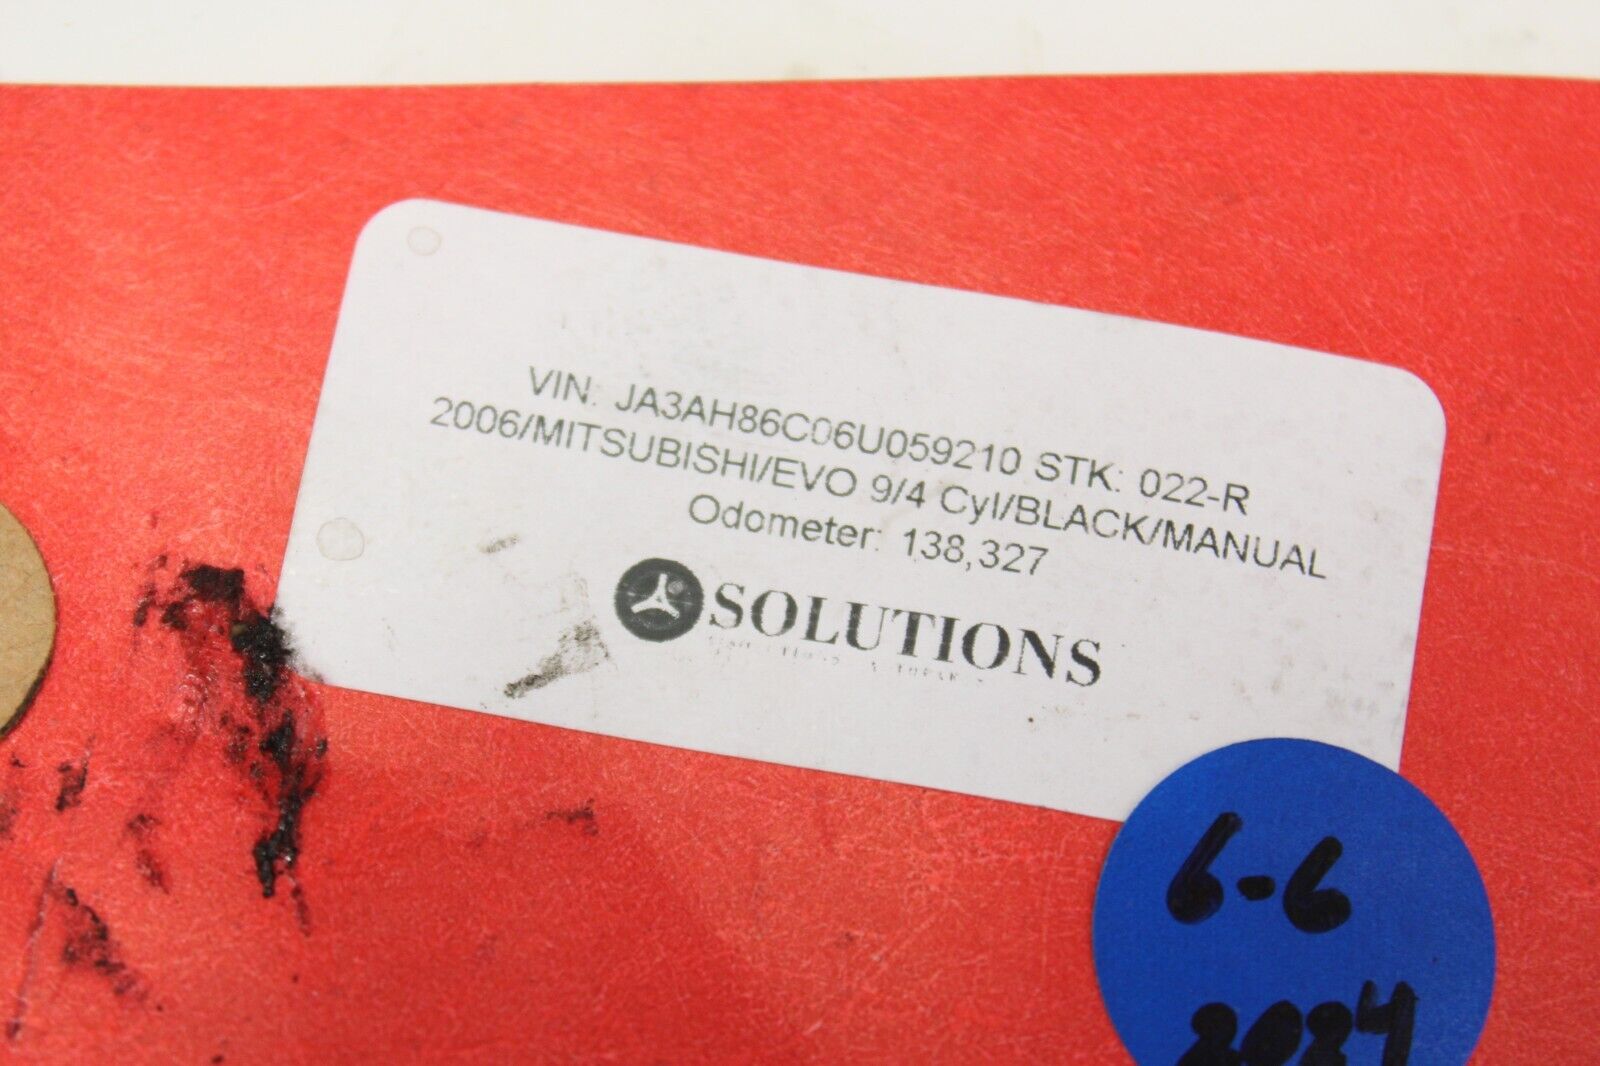 VIN: JA3AH86C06U059210 STK: 022-R
2006/MITSUBISHI/EVO 9/4 Cyl/BLACK/MANUAL
Odometer: 138,327
SOLUTIONS
6-6
2024